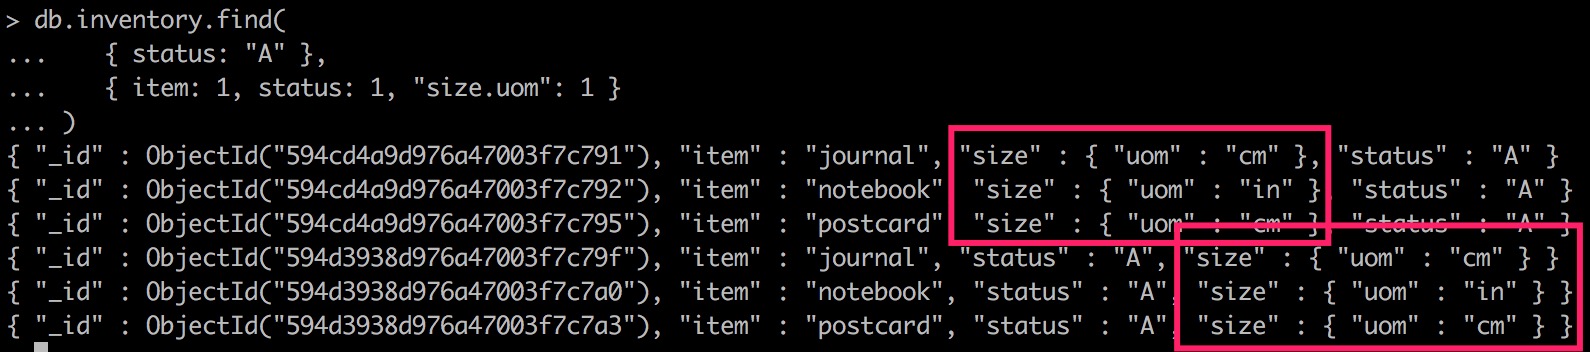 > db.inventory.find(
...    { status: "A" },
...    { item: 1, status: 1, "size.uom": 1 }
... )
{ "_id" : ObjectId("594cd4a9d976a47003f7c791"), "item" : "journal", "size" : { "uom" : "cm" }, "status" : "A" }
{ "_id" : ObjectId("594cd4a9d976a47003f7c792"), "item" : "notebook" "size" : { "uom" : "in" }, "status" : "A" }
{ "_id" : ObjectId("594cd4a9d976a47003f7c795"), "item" : "postcard" "size" : { "uom" : "cm" } "status" : "A" }
{ "_id" : ObjectId("594d3938d976a47003f7c79f"), "item" : "journal", "status" : "A", "size" : { "uom" : "cm" } }
{ "_id" : ObjectId("594d3938d976a47003f7c7a0"), "item" : "notebook", "status" : "A", "size" : { "uom" : "in" } }
{ "_id" : ObjectId("594d3938d976a47003f7c7a3"), "item" : "postcard", "status" : "A", "size" : { "uom" : "cm" } }